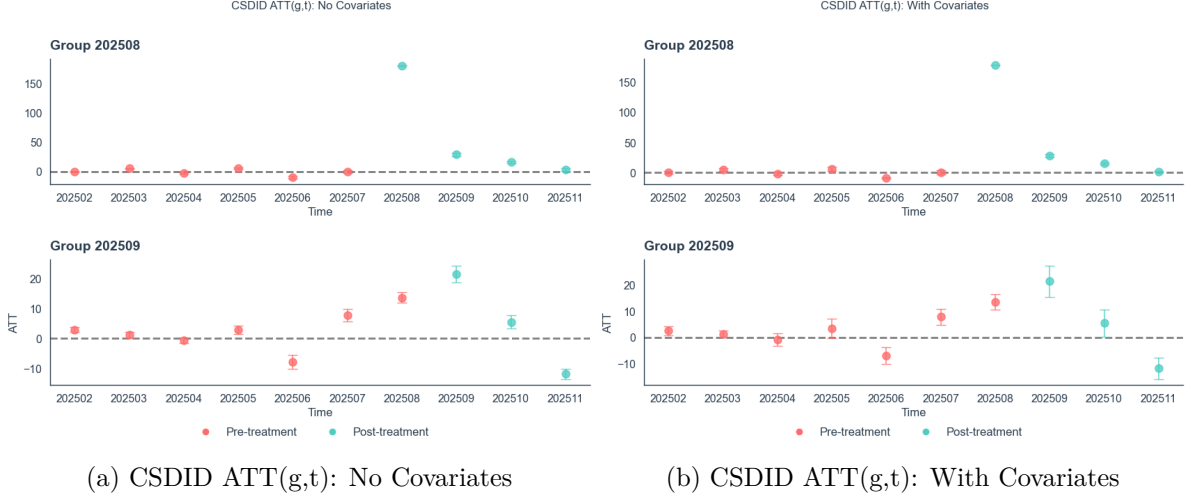 CSDID ATT(g,t): No Covariates
Group 202508
150
100
50
0
202502 202503 202504 202505 202506 202507 202508 202509 202510 202511
Time
Group 202509
ATT
20
10
0
−10
202502 202503 202504 202505 202506 202507 202508 202509 202510 202511
Time
Pre-treatment Post-treatment
(a) CSDID ATT(g,t): No Covariates
CSDID ATT(g,t): With Covariates
Group 202508
150
100
50
0
202502 202503 202504 202505 202506 202507 202508 202509 202510 202511
Time
Group 202509
ATT
20
10
0
−10
202502 202503 202504 202505 202506 202507 202508 202509 202510 202511
Time
Pre-treatment Post-treatment
(b) CSDID ATT(g,t): With Covariates